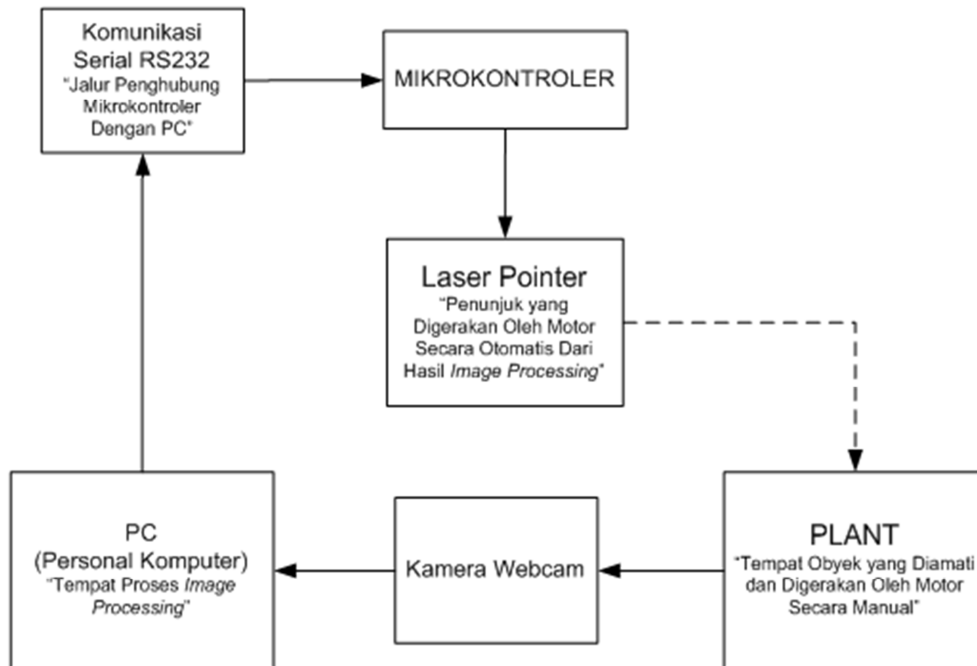 Komunikasi
Serial RS232
"Jalur Penghubung
Mikrokontroler
Dengan PC"
MIKROKONTROLER
Laser Pointer
"Penunjuk yang
Digerakan Oleh Motor
Secara Otomatis Dari
Hasil Image Processing"
PC
(Personal Komputer)
"Tempat Proses Image
Processing"
Kamera Webcam
PLANT
"Tempat Obyek yang Diamati
dan Digerakan Oleh Motor
Secara Manual"